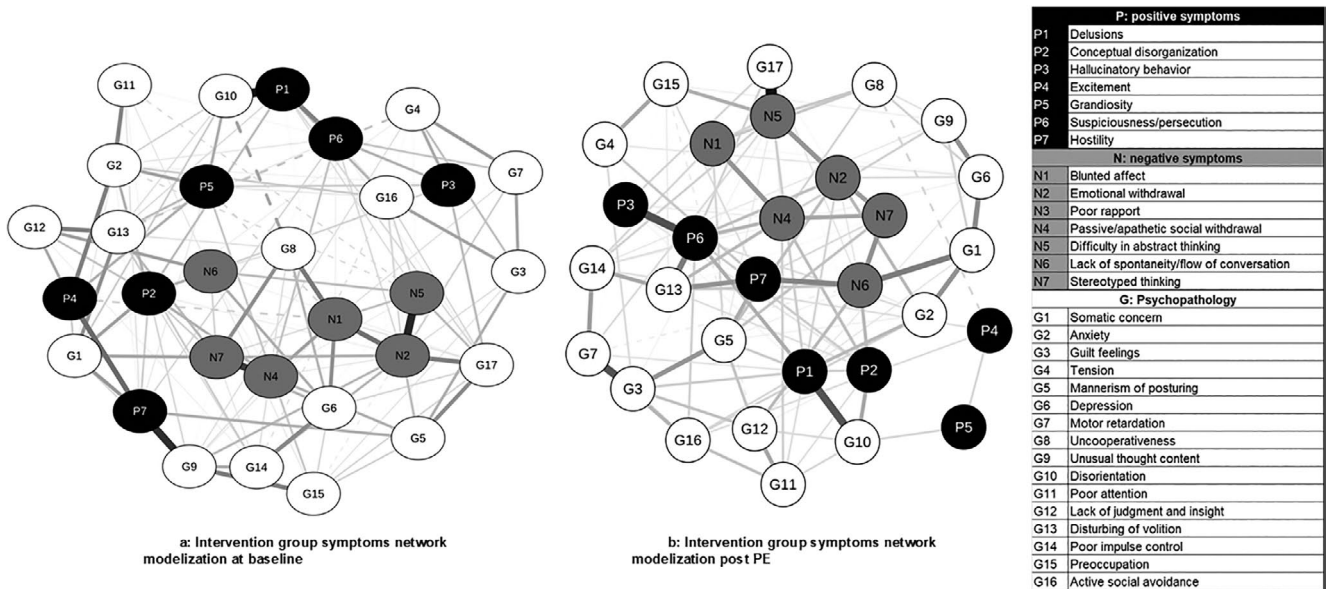 G11
G10
P1
G4
P6
G2
P5
P3
G7
G16
G12
G13
G8
N6
G3
P4
P2
N5
N1
G1
N7
N4
N2
G17
P7
G6
G5
G9
G14
G15
a: Intervention group symptoms network
modelization at baseline
G17
G15
G8
N5
G9
G4
N1
N2
G6
P3
N4
N7
P6
G1
G14
P7
G13
N6
G2
P4
G5
G7
P1
P2
G3
G12
P5
G16
G10
G11
b: Intervention group symptoms network
modelization post PE
P: positive symptoms
P1 Delusions
P2 Conceptual disorganization
P3 Hallucinatory behavior
P4 Excitement
P5 Grandiosity
P6 Suspiciousness/persecution
P7 Hostility
N: negative symptoms
N1 Blunted affect
N2 Emotional withdrawal
N3 Poor rapport
N4 Passive/apathetic social withdrawal
N5 Difficulty in abstract thinking
N6 Lack of spontaneity/flow of conversation
N7 Stereotyped thinking
G: Psychopathology
G1 Somatic concern
G2 Anxiety
G3 Guilt feelings
G4 Tension
G5 Mannerism of posturing
G6 Depression
G7 Motor retardation
G8 Uncooperativeness
G9 Unusual thought content
G10 Disorientation
G11 Poor attention
G12 Lack of judgment and insight
G13 Disturbing of volition
G14 Poor impulse control
G15 Preoccupation
G16 Active social avoidance